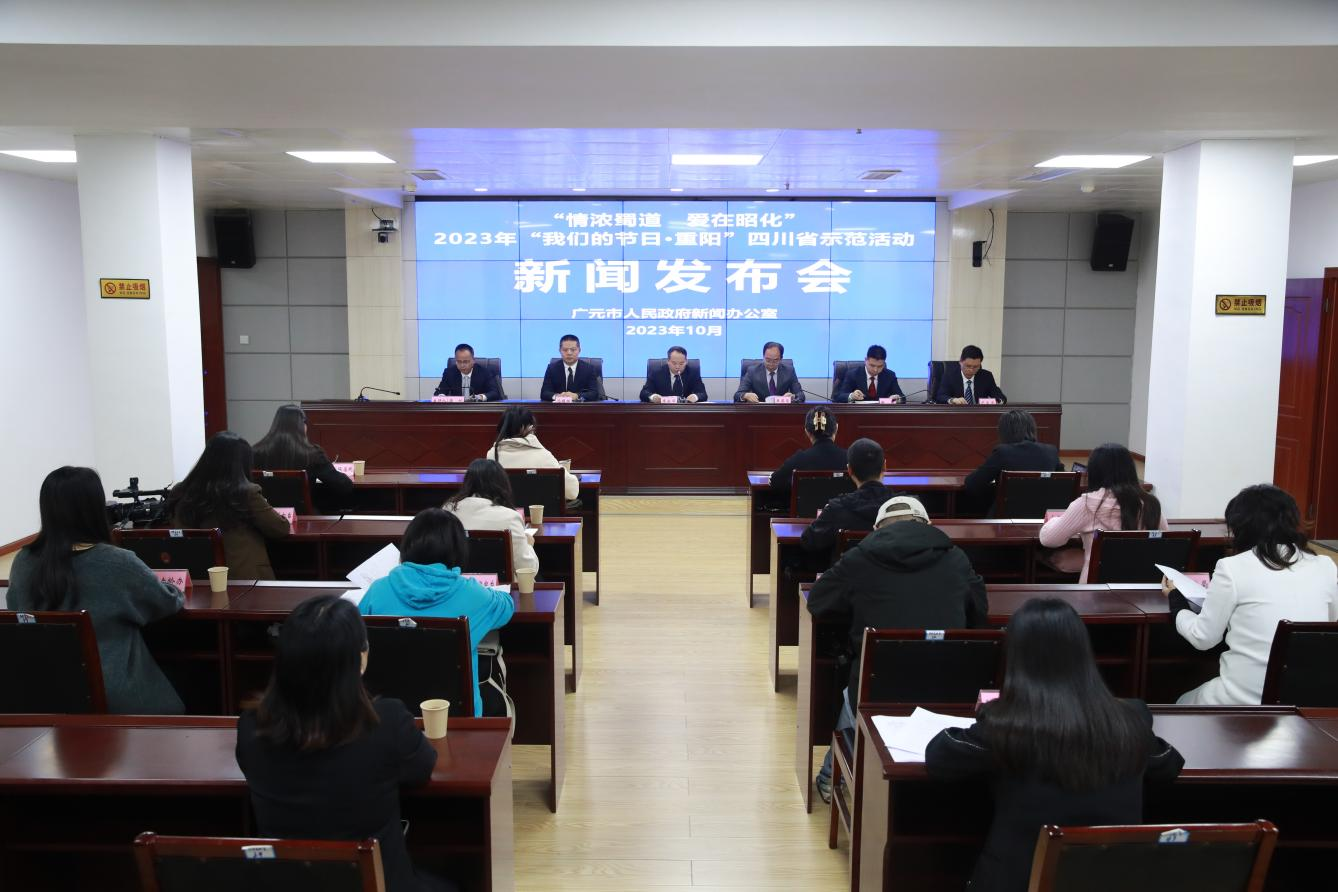 “情浓蜀道 爱在昭化”
2023年“我们的节日·重阳”四川省示范活动
新闻发布会
广元市人民政府新闻办公室
2023年10月
禁止吸烟
禁止吸烟